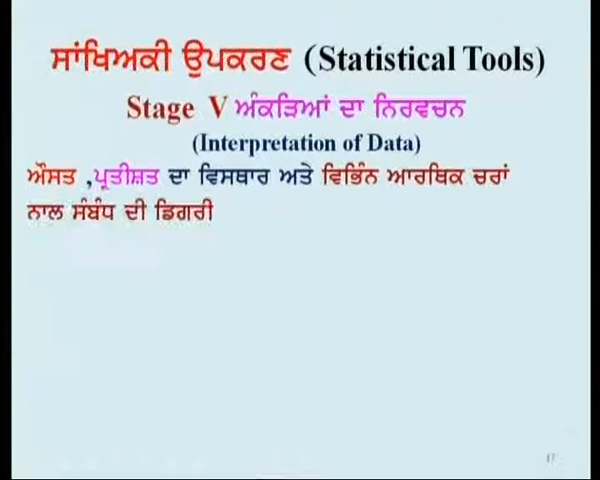 ਸਾਂਖਿਅਕੀ ਉਪਕਰਣ (Statistical Tools)
Stage V ਅੰਕੜਿਆਂ ਦਾ ਨਿਰਵਚਨ
(Interpretation of Data)
ਔਸਤ ,ਪ੍ਰਤੀਸ਼ਤ ਦਾ ਵਿਸਥਾਰ ਅਤੇ ਵਿਭਿੰਨ ਆਰਥਿਕ ਚਰਾਂ
ਨਾਲ ਸੰਬੰਧ ਦੀ ਡਿਗਰੀ